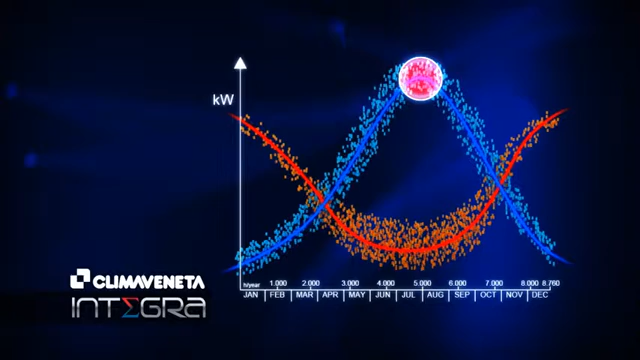 kW
h/year 1.000 2.000 3.000 4.000 5.000 6.000 7.000 8.000 8.760
JAN FEB MAR APR MAY JUN JUL AUG SEP OCT NOV DEC
CLIMAVENETA
INTΣGRA